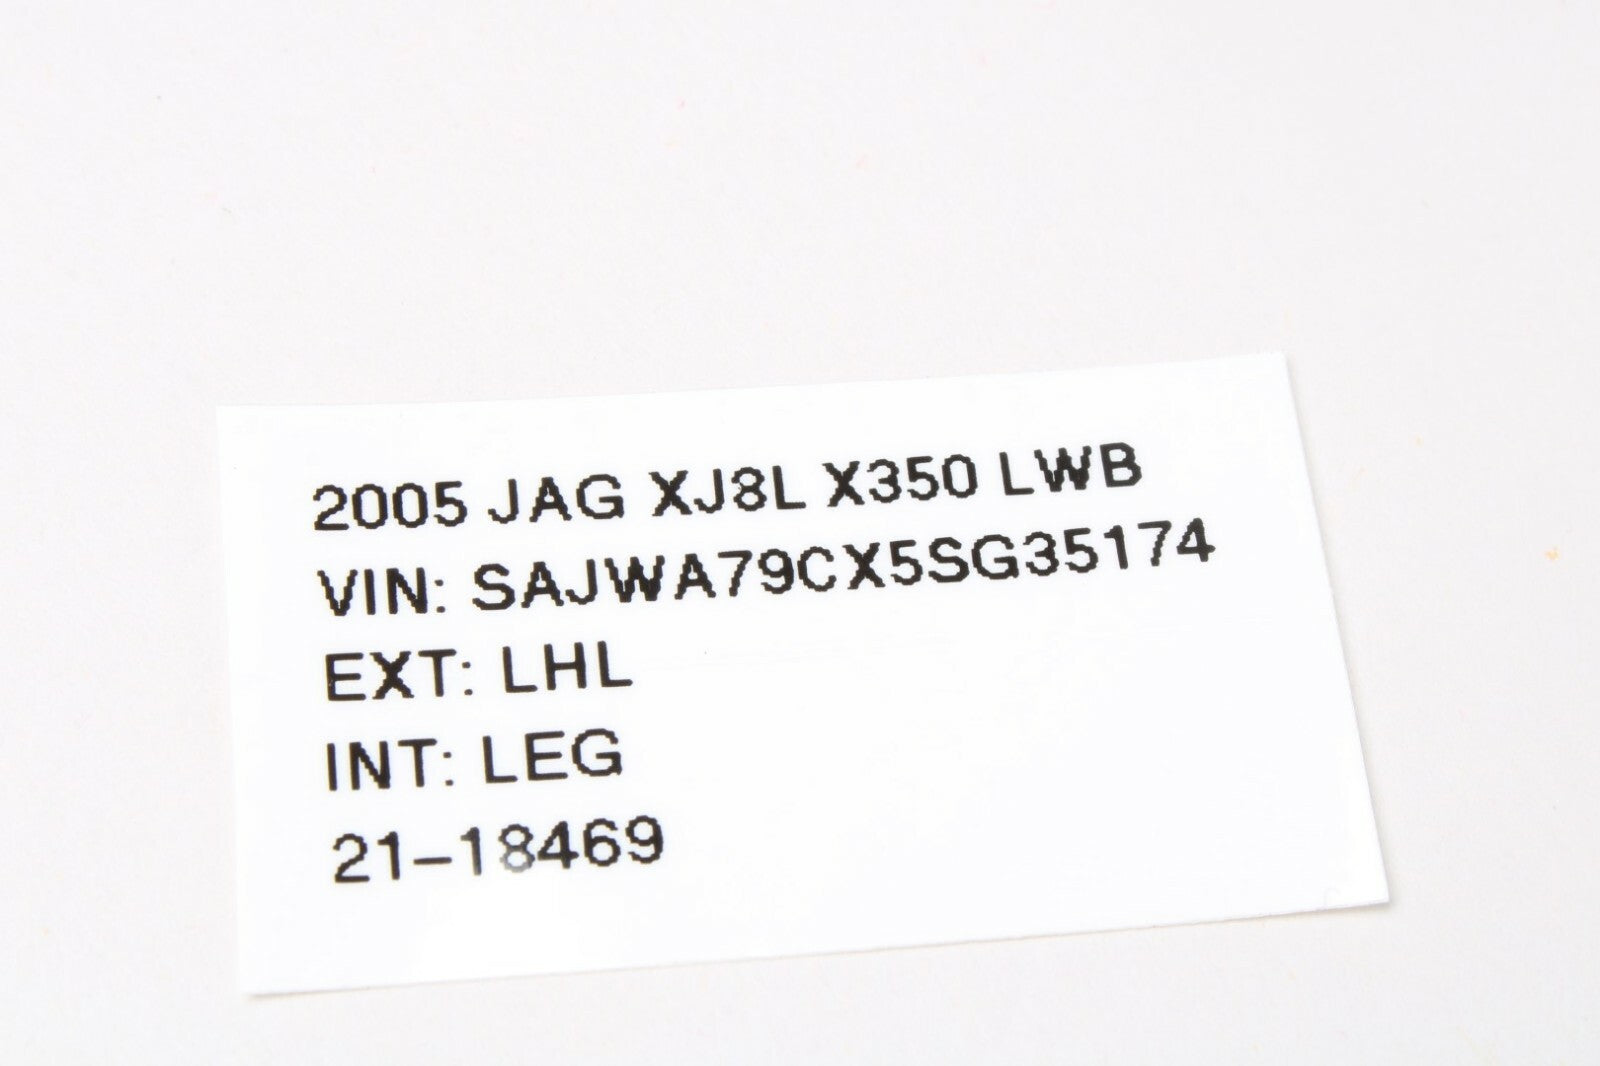 2005 JAG XJ8L X350 LWB
VIN: SAJWA79CX5SG35174
EXT: LHL
INT: LEG
21-18469